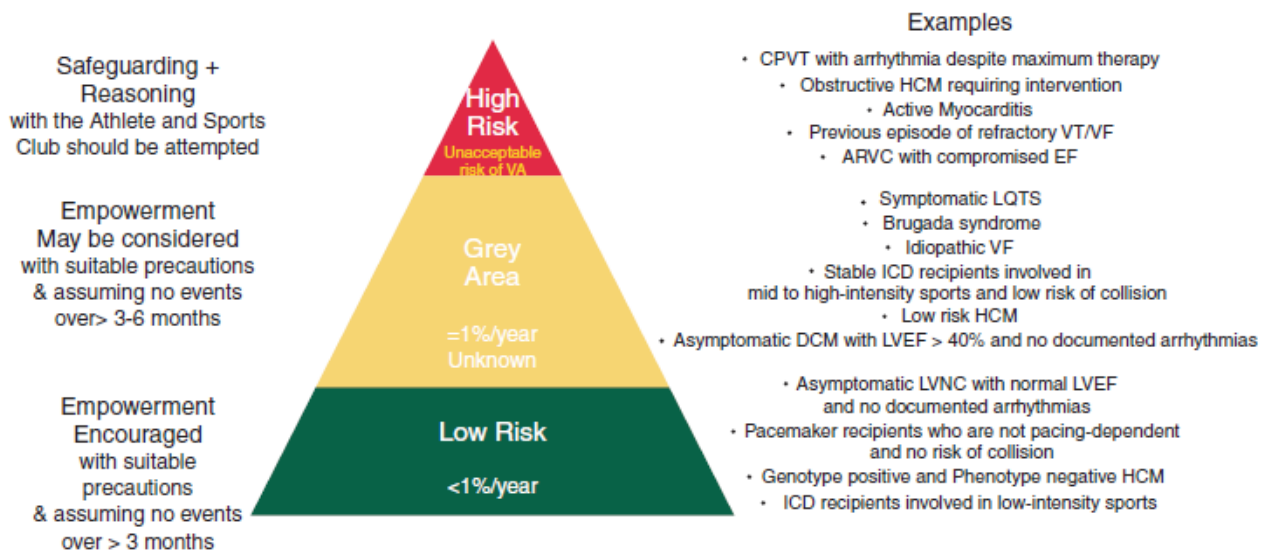 Safeguarding +
Reasoning
with the Athlete and Sports
Club should be attempted
Empowerment
May be considered
with suitable precautions
& assuming no events
over> 3-6 months
Empowerment
Encouraged
with suitable
precautions
& assuming no events
over > 3 months
High
Risk
Unacceptable
risk of VA
Grey
Area
=1%/year
Unknown
Low Risk
<1%/year
Examples
• CPVT with arrhythmia despite maximum therapy
• Obstructive HCM requiring intervention
• Active Myocarditis
• Previous episode of refractory VT/VF
• ARVC with compromised EF
• Symptomatic LQTS
• Brugada syndrome
• Idiopathic VF
• Stable ICD recipients involved in
mid to high-intensity sports and low risk of collision
• Low risk HCM
• Asymptomatic DCM with LVEF > 40% and no documented arrhythmias
• Asymptomatic LVNC with normal LVEF
and no documented arrhythmias
• Pacemaker recipients who are not pacing-dependent
and no risk of collision
• Genotype positive and Phenotype negative HCM
• ICD recipients involved in low-intensity sports